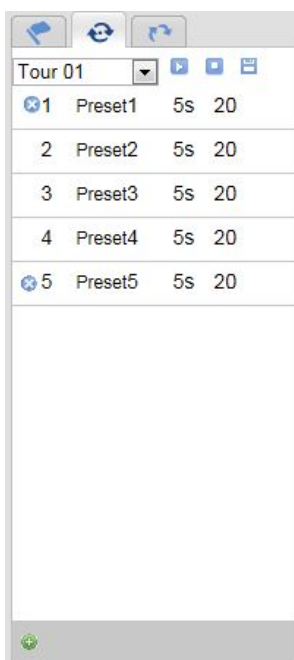 Tour 01
1 Preset1 5s 20
2 Preset2 5s 20
3 Preset3 5s 20
4 Preset4 5s 20
5 Preset5 5s 20